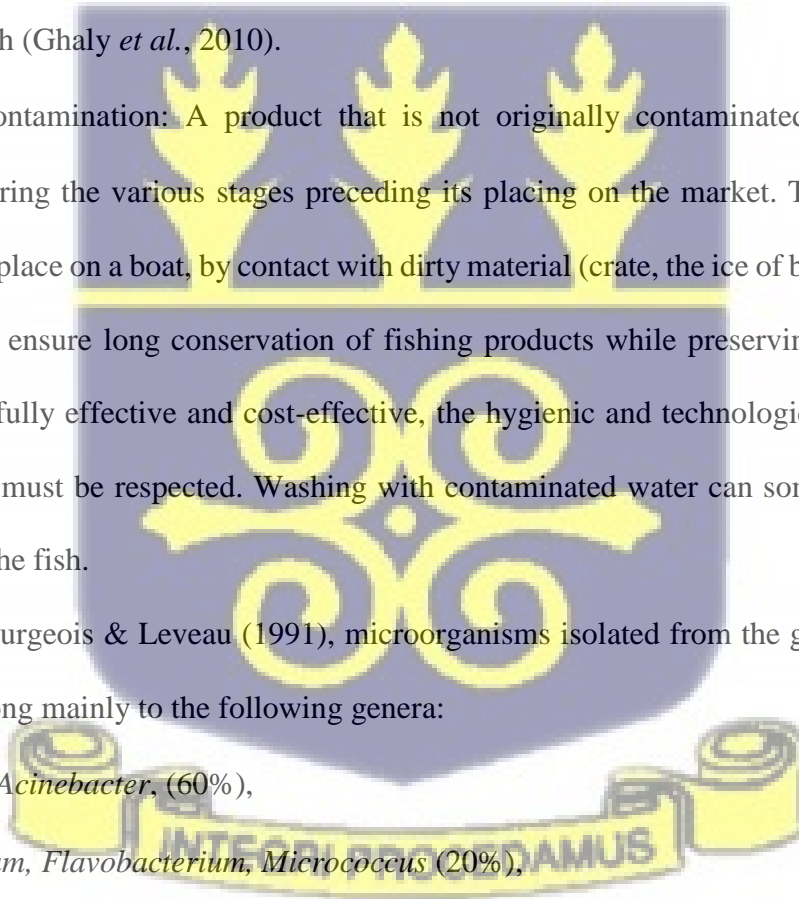 h (Ghaly et al., 2010).
ontamination: A product that is not originally contaminated
ring the various stages preceding its placing on the market. T
place on a boat, by contact with dirty material (crate, the ice of b
ensure long conservation of fishing products while preservin
fully effective and cost-effective, the hygienic and technologic
must be respected. Washing with contaminated water can som
he fish.
urgeois & Leveau (1991), microorganisms isolated from the g
ong mainly to the following genera:
Acinebacter, (60%),
m, Flavobacterium, Micrococcus (20%),
INTEGRI PROCEDAMUS